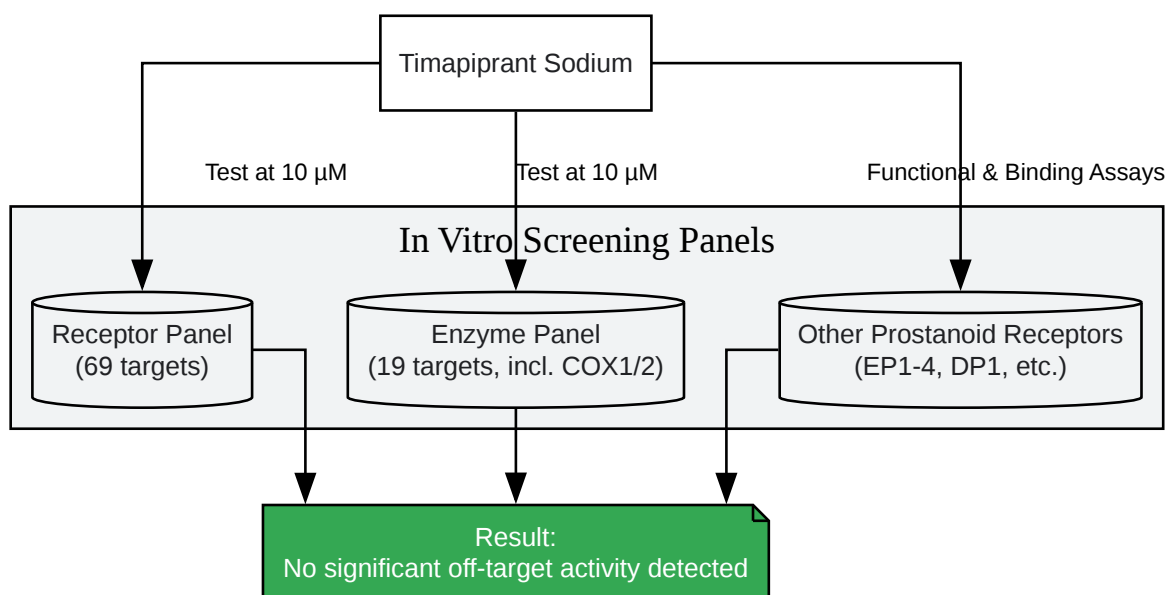 Timapiprant Sodium
Test at 10 µM
Test at 10 µM
Functional & Binding Assays
In Vitro Screening Panels
Receptor Panel
(69 targets)
Enzyme Panel
(19 targets, incl. COX1/2)
Other Prostanoid Receptors
(EP1-4, DP1, etc.)
Result:
No significant off-target activity detected